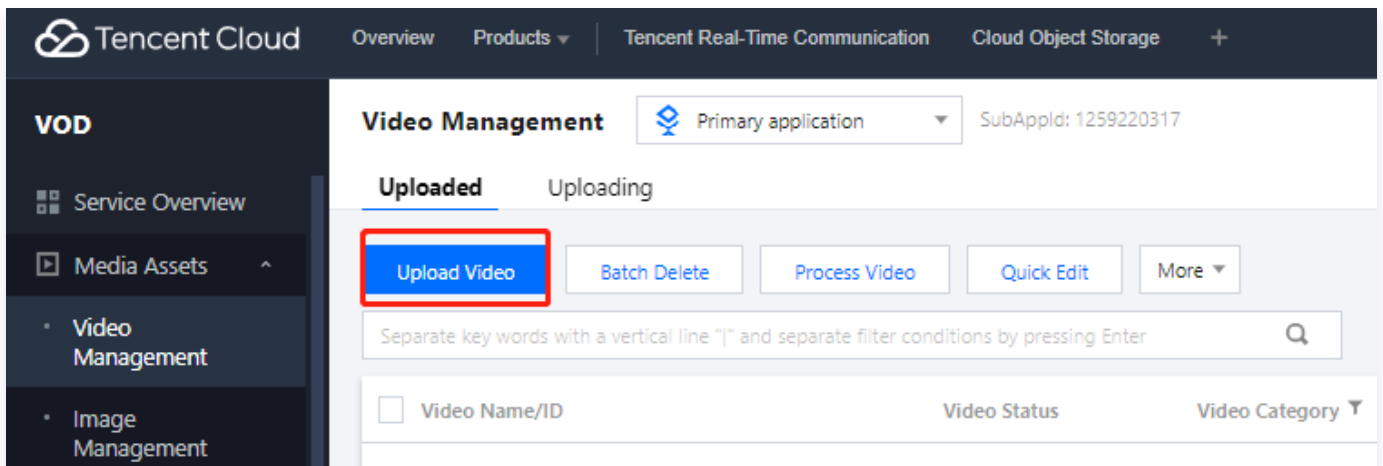 Tencent Cloud Overview Products Tencent Real-Time Communication Cloud Object Storage +
VOD
Video Management Primary application SubAppId: 1259220317
Uploaded Uploading
Service Overview
Media Assets
Upload Video Batch Delete Process Video Quick Edit More
Video
Management
Separate key words with a vertical line "|" and separate filter conditions by pressing Enter
Video Name/ID Video Status Video Category
Image
Management